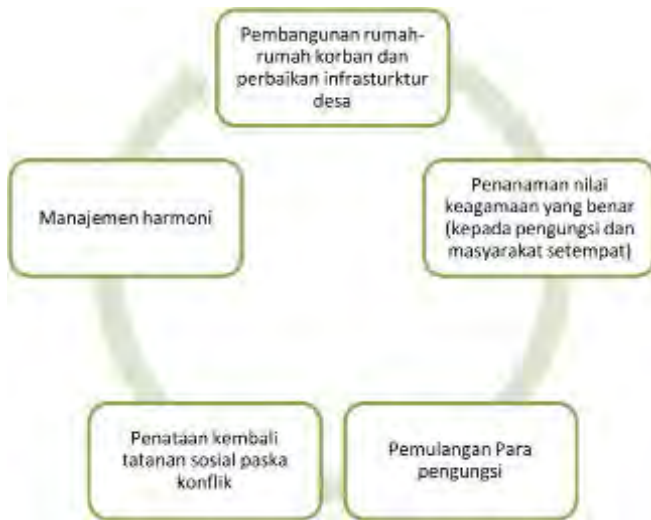 Pembangunan rumah-
rumah korban dan
perbaikan infrasturktur
desa
Penanaman nilai
keagamaan yang benar
(kepada pengungsi dan
masyarakat setempat)
Pemulangan Para
pengungsi
Penataan kembali
tatanan sosial paska
konflik
Manajemen harmoni